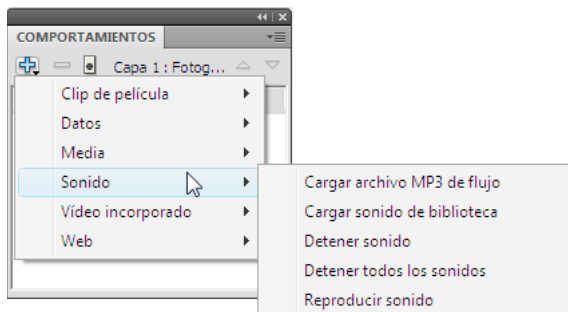 COMPORTAMIENTOS
Capa 1 : Fotog...
Clip de película
Datos
Media
Sonido
Vídeo incorporado
Web
Cargar archivo MP3 de flujo
Cargar sonido de biblioteca
Detener sonido
Detener todos los sonidos
Reproducir sonido